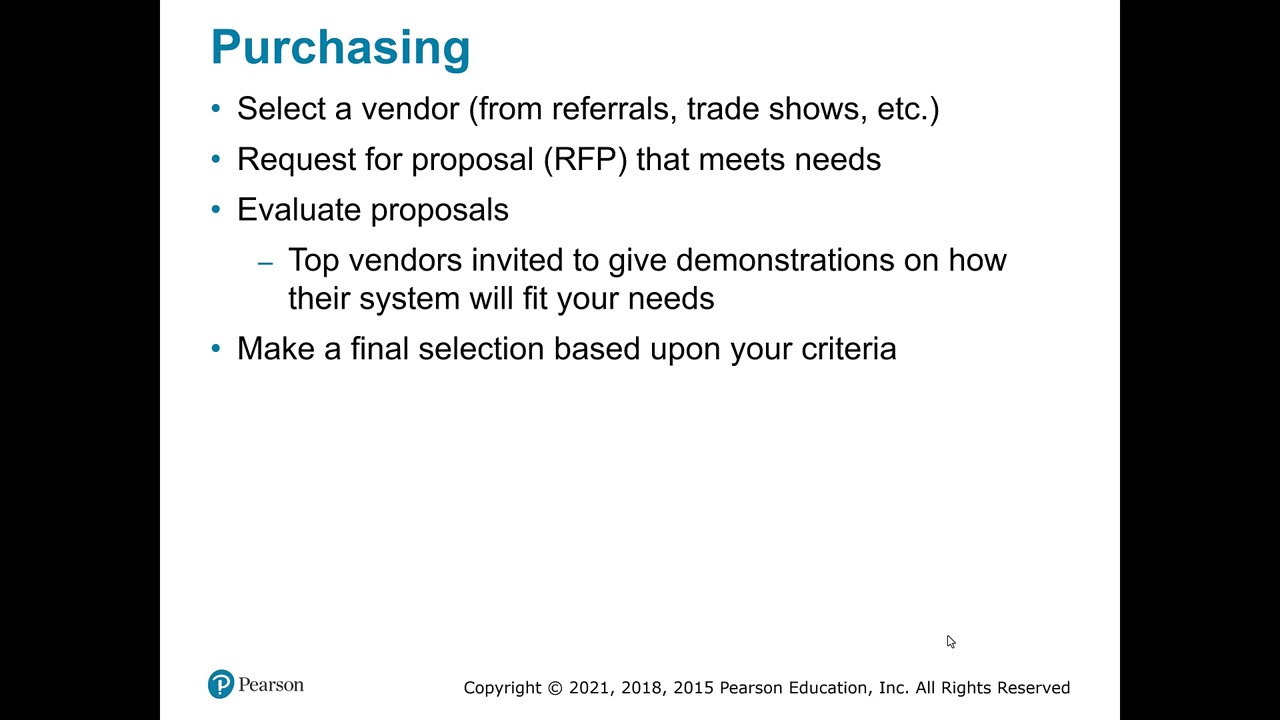 Purchasing
• Select a vendor (from referrals, trade shows, etc.)
• Request for proposal (RFP) that meets needs
• Evaluate proposals
– Top vendors invited to give demonstrations on how
their system will fit your needs
• Make a final selection based upon your criteria
Pearson
Copyright © 2021, 2018, 2015 Pearson Education, Inc. All Rights Reserved